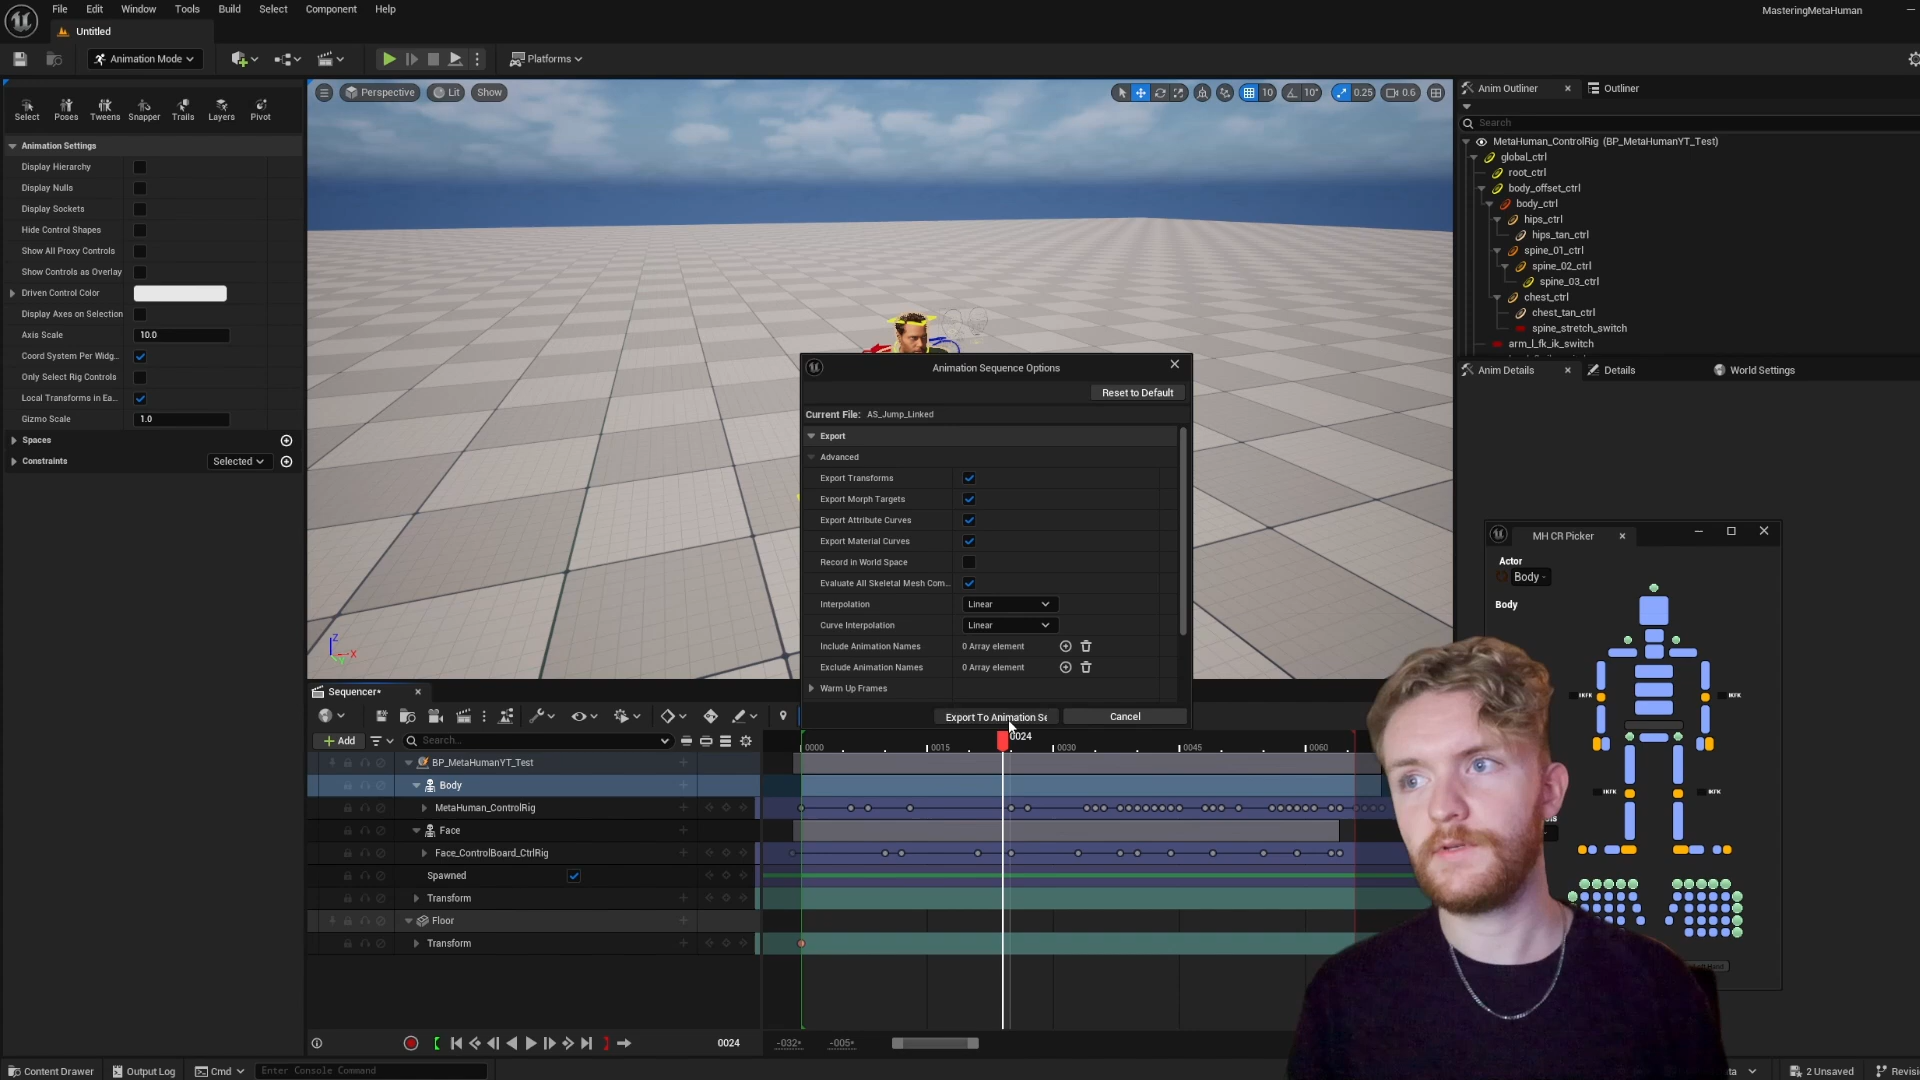 File Edit Window Tools Build Select Component Help
MasteringMetaHuman
Untitled
Animation Mode
Platforms
Select Poses Tweens Snapper Trails Layers Pivot
Animation Settings
Display Hierarchy
Display Nulls
Display Sockets
Hide Control Shapes
Show All Proxy Controls
Show Controls as Overlay
Driven Control Color
Display Axes on Selection
Axis Scale 10.0
Coord System Per Widg...
Only Select Rig Controls
Local Transforms in Ea...
Gizmo Scale 1.0
Spaces
Constraints Selected
Perspective Lit Show
10 10° 0.25 0.6
Z
X
Y
Anim Outliner Outliner
Search
MetaHuman_ControlRig (BP_MetaHumanYT_Test)
global_ctrl
root_ctrl
body_offset_ctrl
body_ctrl
hips_ctrl
hips_tan_ctrl
spine_01_ctrl
spine_02_ctrl
spine_03_ctrl
chest_ctrl
chest_tan_ctrl
spine_stretch_switch
arm_l_fk_ik_switch
Anim Details Details World Settings
Animation Sequence Options
Reset to Default
Current File: AS_Jump_Linked
Export
Advanced
Export Transforms
Export Morph Targets
Export Attribute Curves
Export Material Curves
Record in World Space
Evaluate All Skeletal Mesh Com...
Interpolation Linear
Curve Interpolation Linear
Include Animation Names 0 Array element
Exclude Animation Names 0 Array element
Warm Up Frames
Export To Animation Se Cancel
MH CR Picker
Actor
Body
Body
IKFK IKFK
IKFK IKFK
Sequencer*
Add Search...
0024
0000 0015 0030 0045 0060
BP_MetaHumanYT_Test
Body
MetaHuman_ControlRig
Face
Face_ControlBoard_CtrlRig
Spawned
Transform
Floor
Transform
0024 -032+ -005+
Content Drawer Output Log Cmd Enter Console Command
2 Unsaved Revisi